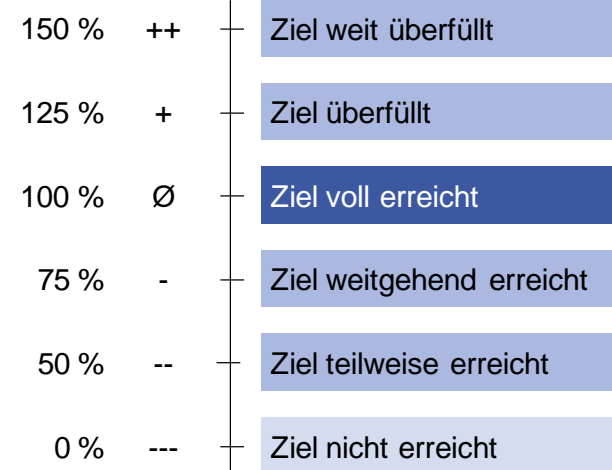 150 % ++ Ziel weit überfüllt
125 % + Ziel überfüllt
100 % Ø Ziel voll erreicht
75 % - Ziel weitgehend erreicht
50 % -- Ziel teilweise erreicht
0 % --- Ziel nicht erreicht